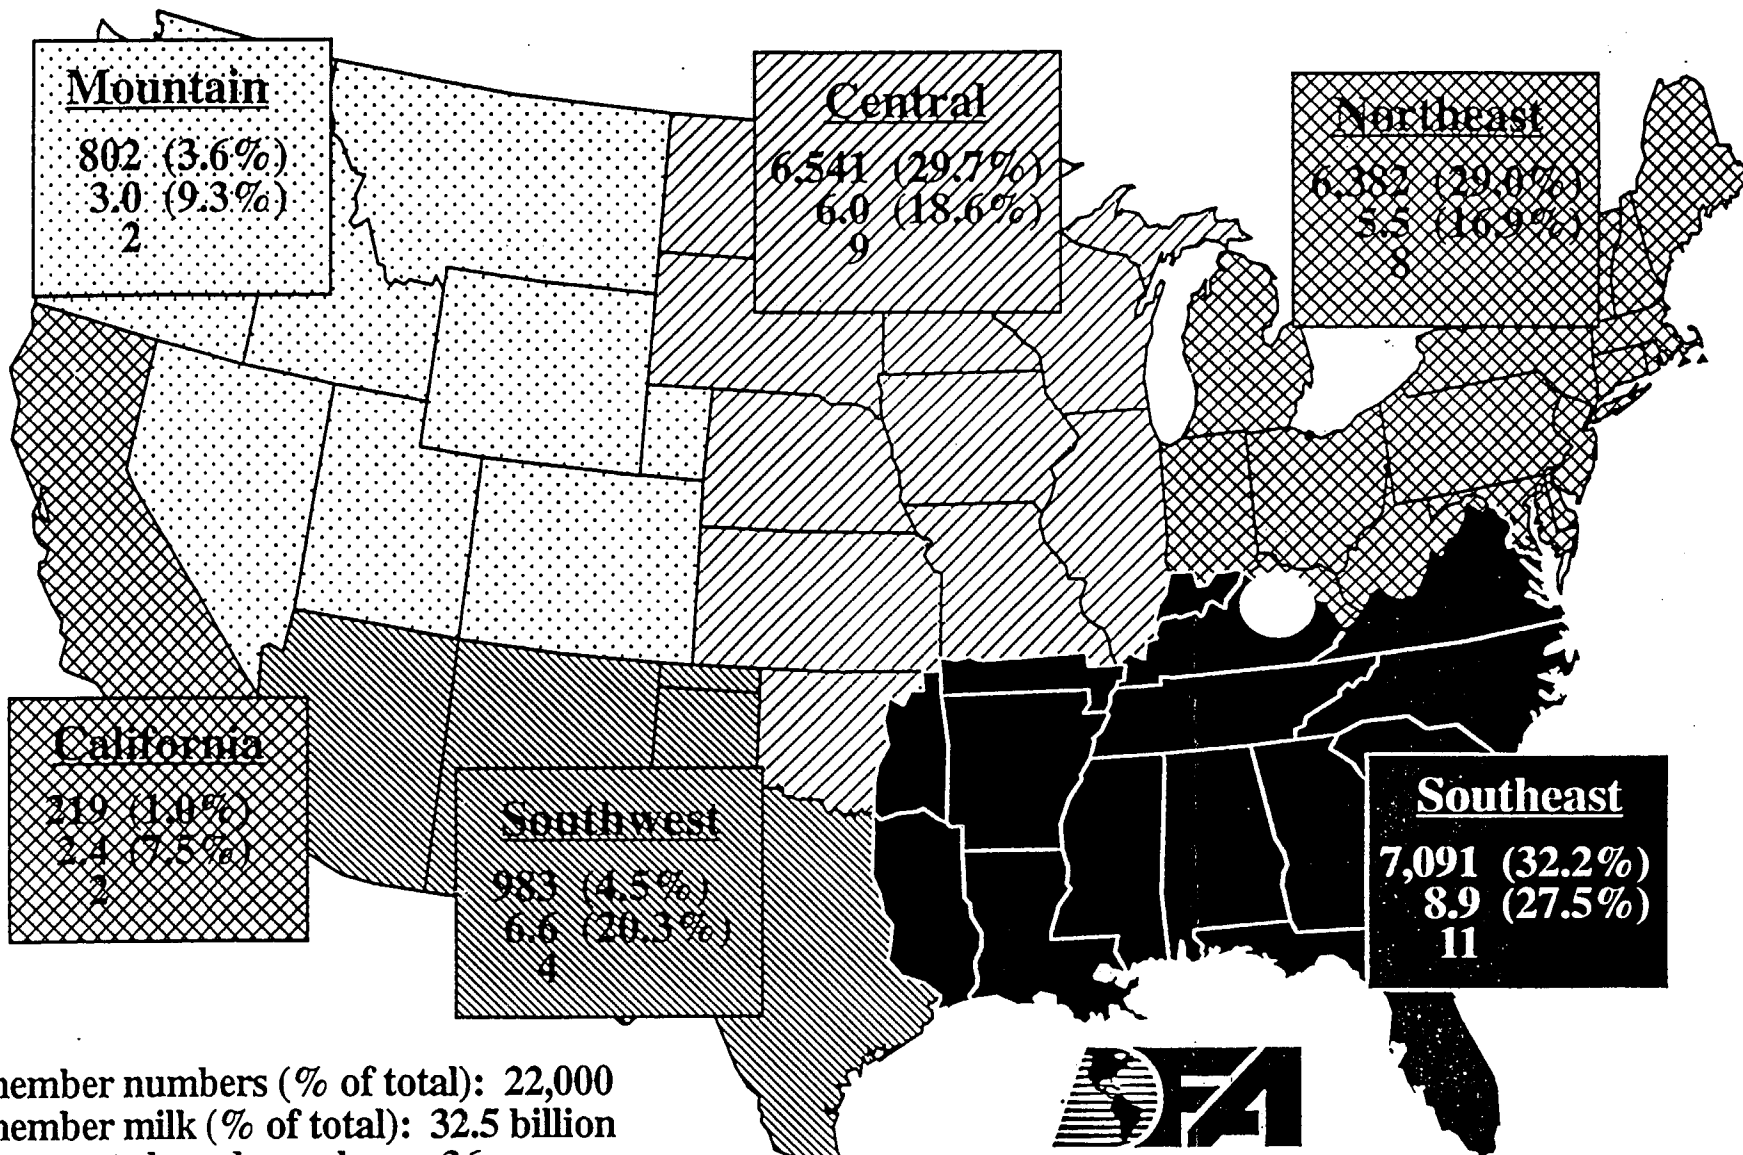 Mountain
802 (3.6%)
3.0 (9.3%)
2
Central
6.541 (29.7%)
6.0 (18.6%)
9
Northeast
6.382 (29.0%)
5.5 (16.9%)
8
California
219 (1.0%)
2.4 (7.5%)
2
Southwest
983 (4.5%)
6.6 (20.3%)
4
Southeast
7,091 (32.2%)
8.9 (27.5%)
11
DFA
member numbers (% of total): 22,000
member milk (% of total): 32.5 billion